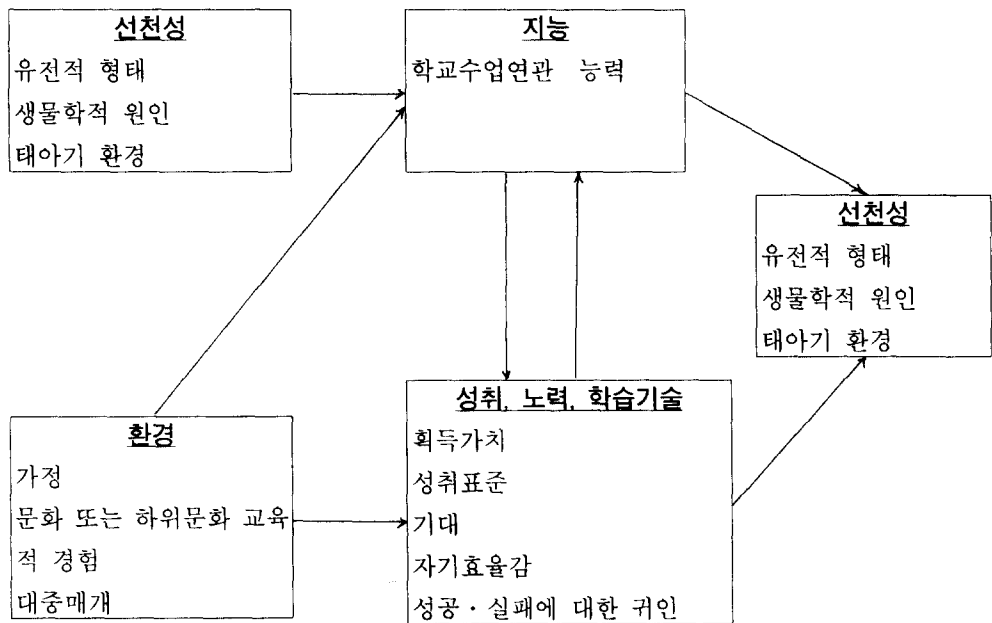 선천성
유전적 형태
생물학적 원인
태아기 환경
지능
학교수업연관 능력
선천성
유전적 형태
생물학적 원인
태아기 환경
환경
가정
문화 또는 하위문화 교육
적 경험
대중매개
성취, 노력, 학습기술
획득가치
성취표준
기대
자기효율감
성공·실패에 대한 귀인